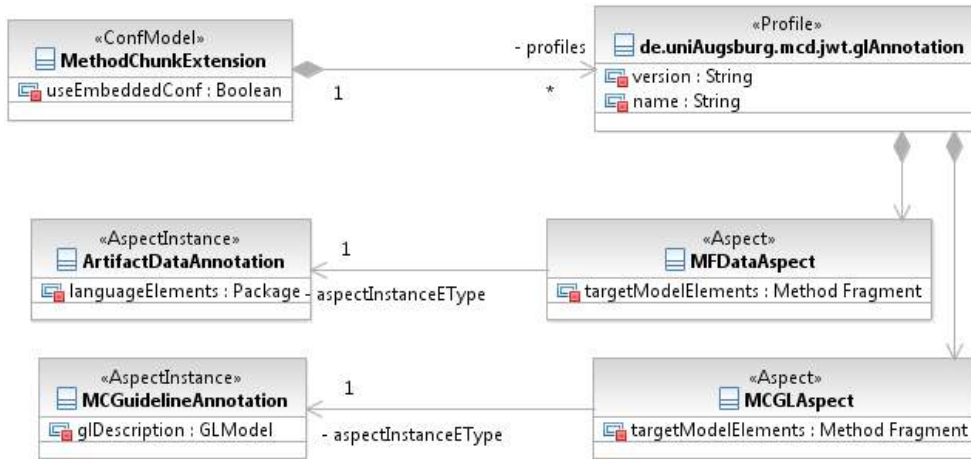 «ConfModel»
MethodChunkExtension
useEmbeddedConf : Boolean
- profiles
1
*
«Profile»
de.uniAugsburg.mcd.jwt.glAnnotation
version : String
name : String
«AspectInstance»
ArtifactDataAnnotation
languageElements : Package
1
- aspectInstanceEType
«Aspect»
MFDataAspect
targetModelElements : Method Fragment
«AspectInstance»
MCGuidelineAnnotation
glDescription : GLModel
1
- aspectInstanceEType
«Aspect»
MCGLAspect
targetModelElements : Method Fragment